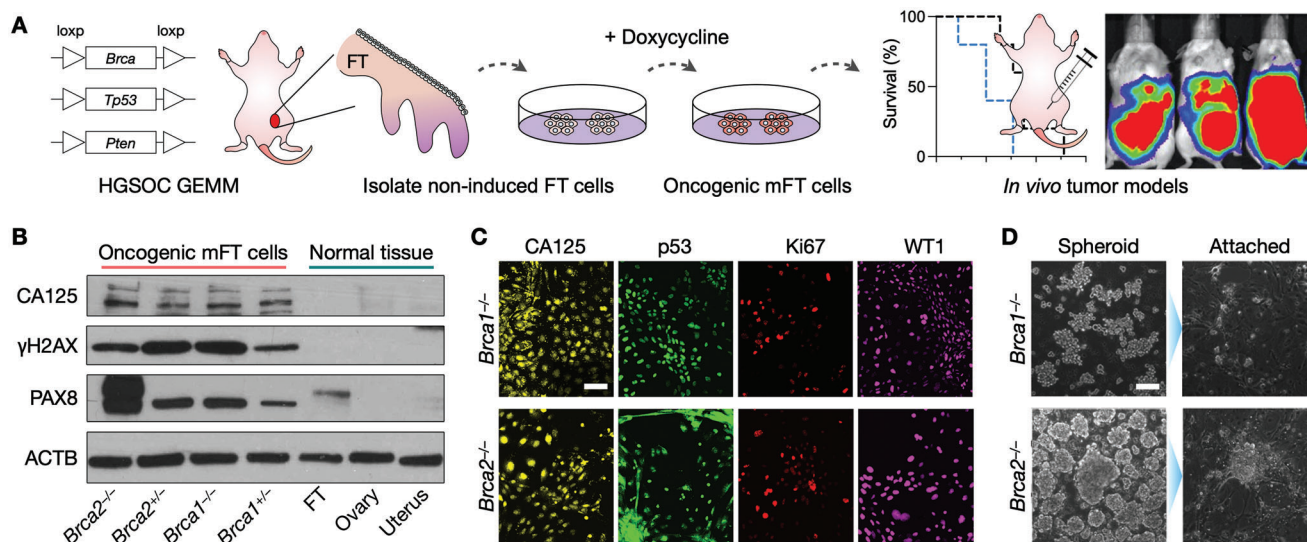 A
loxp
loxp
Brca
Tp53
Pten
HGSOC GEMM
FT
Isolate non-induced FT cells
+ Doxycycline
Oncogenic mFT cells
Survival (%)
100
50
0
In vivo tumor models
B
Oncogenic mFT cells
Normal tissue
CA125
γH2AX
PAX8
ACTB
Brca2–/–
Brca2+/–
Brca1–/–
Brca1+/–
FT
Ovary
Uterus
C
CA125
p53
Ki67
WT1
Brca1–/–
Brca2–/–
D
Spheroid
Attached
Brca1–/–
Brca2–/–